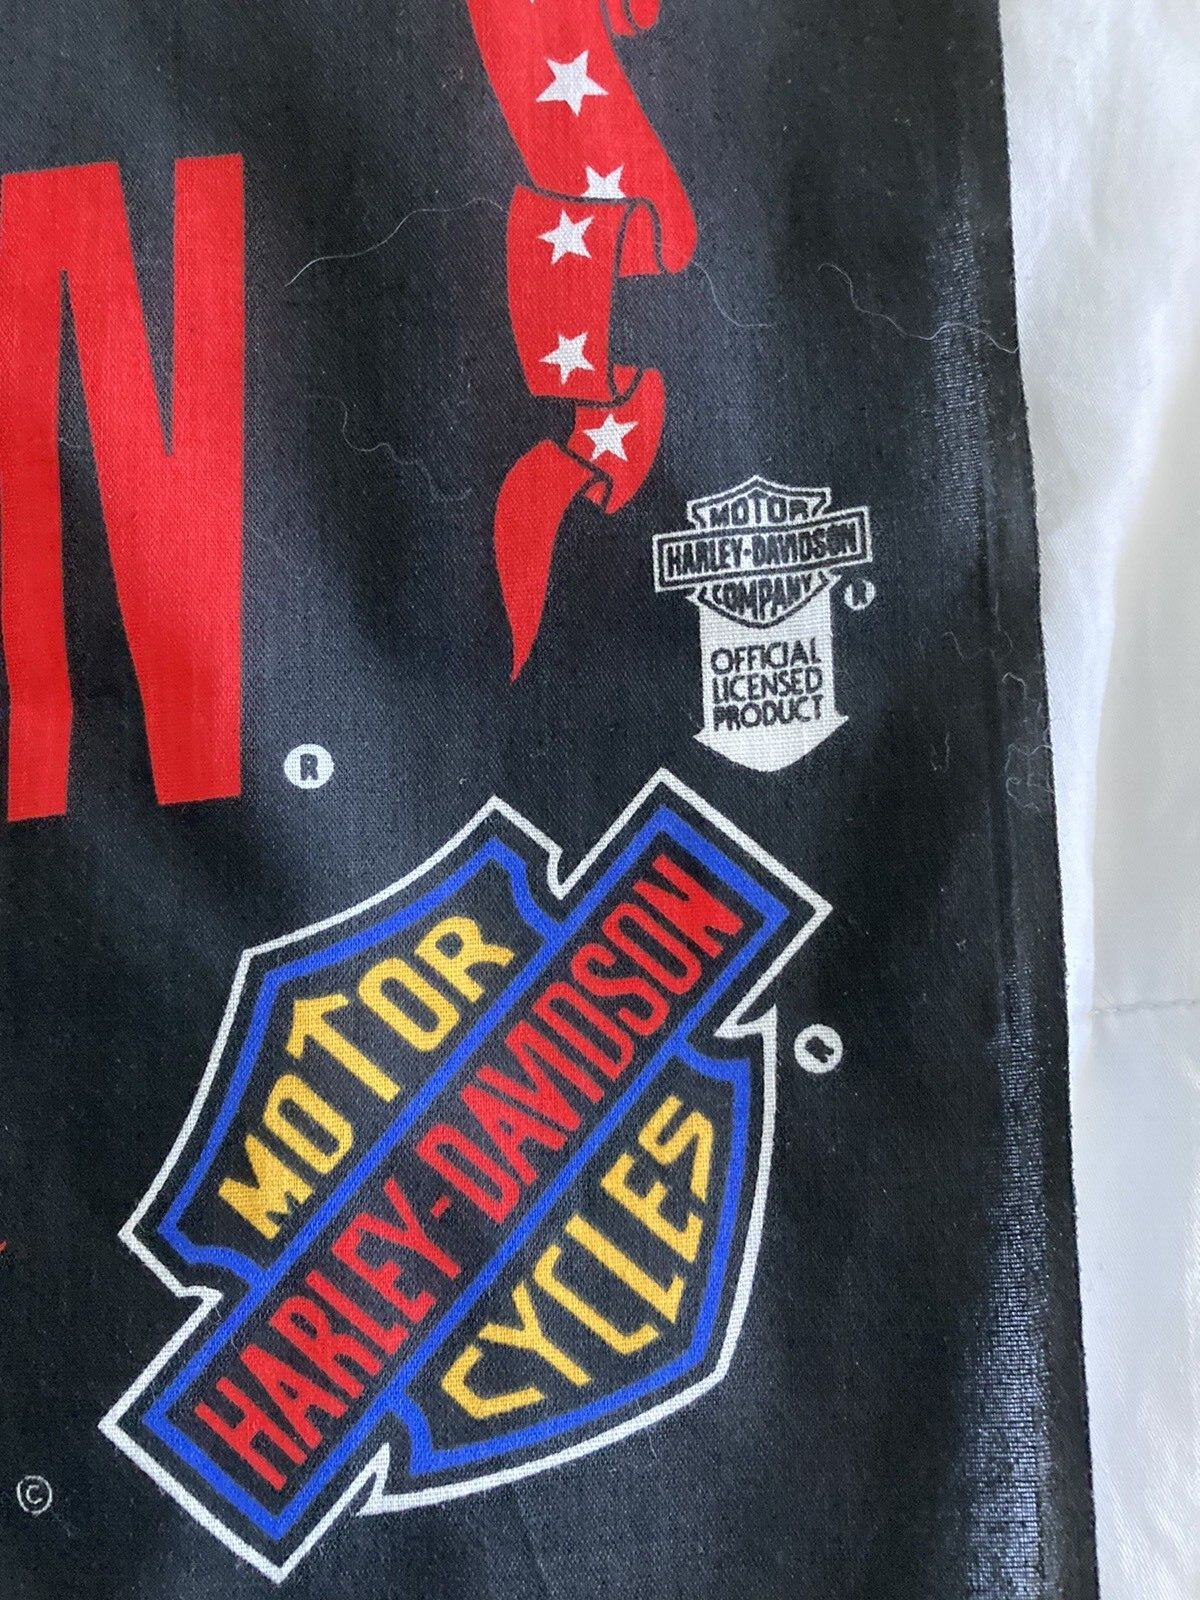 N
®
MOTOR
HARLEY-DAVIDSON
COMPANY
®
OFFICIAL
LICENSED
PRODUCT
MOTOR
HARLEY-DAVIDSON
CYCLES
®
©